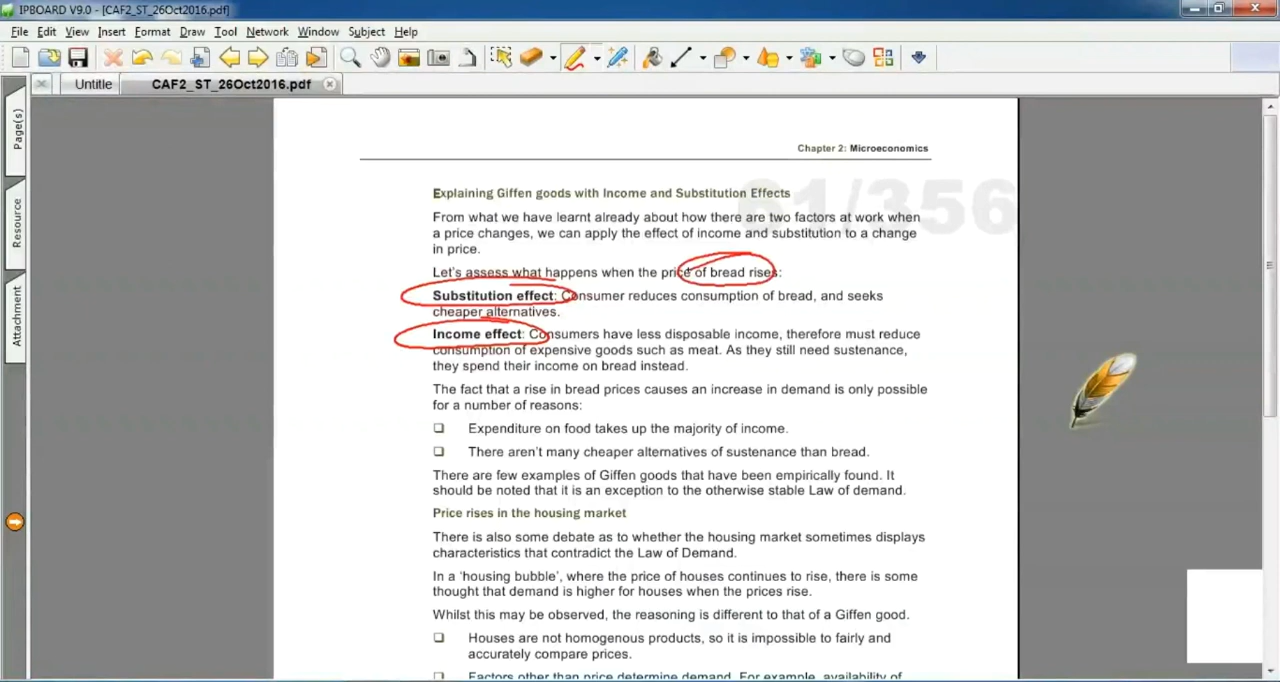 IPBOARD V9.0 - [CAF2_ST_26Oct2016.pdf]
File Edit View Insert Format Draw Tool Network Window Subject Help
Untitle CAF2_ST_26Oct2016.pdf
Page(s)
Resource
Attachment
61/356
Chapter 2: Microeconomics
Explaining Giffen goods with Income and Substitution Effects
From what we have learnt already about how there are two factors at work when
a price changes, we can apply the effect of income and substitution to a change
in price.
Let's assess what happens when the price of bread rises:
Substitution effect: Consumer reduces consumption of bread, and seeks
cheaper alternatives.
Income effect: Consumers have less disposable income, therefore must reduce
consumption of expensive goods such as meat. As they still need sustenance,
they spend their income on bread instead.
The fact that a rise in bread prices causes an increase in demand is only possible
for a number of reasons:
❑ Expenditure on food takes up the majority of income.
❑ There aren't many cheaper alternatives of sustenance than bread.
There are few examples of Giffen goods that have been empirically found. It
should be noted that it is an exception to the otherwise stable Law of demand.
Price rises in the housing market
There is also some debate as to whether the housing market sometimes displays
characteristics that contradict the Law of Demand.
In a 'housing bubble', where the price of houses continues to rise, there is some
thought that demand is higher for houses when the prices rise.
Whilst this may be observed, the reasoning is different to that of a Giffen good.
❑ Houses are not homogenous products, so it is impossible to fairly and
accurately compare prices.
❑ Factors other than price determine demand. For example, availability of